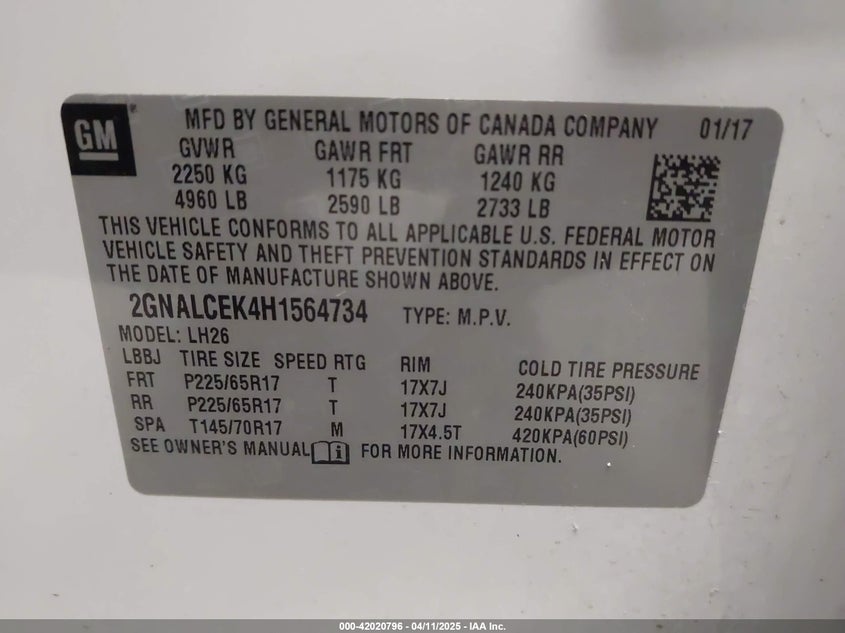 GM ®
MFD BY GENERAL MOTORS OF CANADA COMPANY 01/17
GVWR GAWR FRT GAWR RR
2250 KG 1175 KG 1240 KG
4960 LB 2590 LB 2733 LB
THIS VEHICLE CONFORMS TO ALL APPLICABLE U.S. FEDERAL MOTOR
VEHICLE SAFETY AND THEFT PREVENTION STANDARDS IN EFFECT ON
THE DATE OF MANUFACTURE SHOWN ABOVE.
2GNALCEK4H1564734 TYPE: M.P.V.
MODEL: LH26
LBBJ TIRE SIZE SPEED RTG RIM COLD TIRE PRESSURE
FRT P225/65R17 T 17X7J 240KPA(35PSI)
RR P225/65R17 T 17X7J 240KPA(35PSI)
SPA T145/70R17 M 17X4.5T 420KPA(60PSI)
SEE OWNER'S MANUAL i FOR MORE INFORMATION.
000-42020796 - 04/11/2025 - IAA Inc.